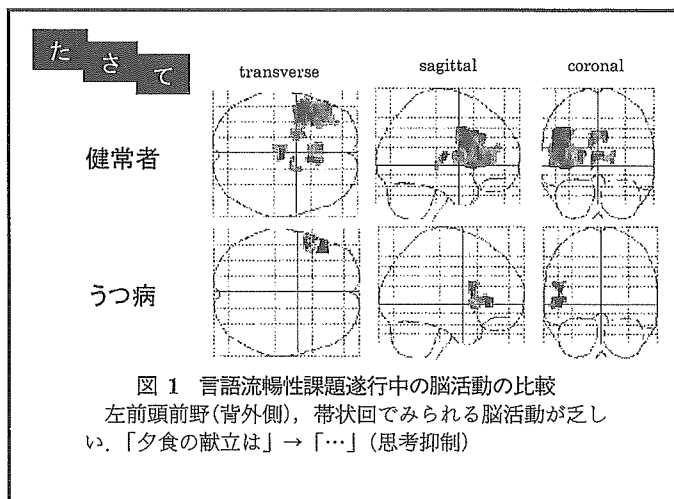 た
さ
て
transverse
sagittal
coronal
健常者
うつ病
図 1 言語流暢性課題遂行中の脳活動の比較
左前頭前野(背外側)，帯状回でみられる脳活動が乏し
い.「夕食の献立は」→「…」(思考抑制)